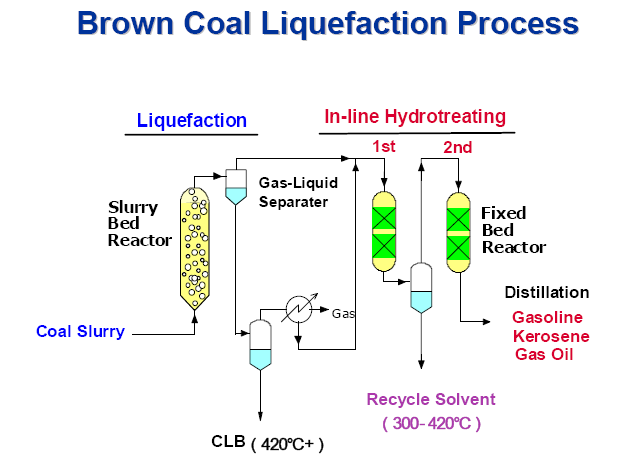 Brown Coal Liquefaction Process
Liquefaction
In-line Hydrotreating
1st
2nd
Gas-Liquid
Separater
Slurry
Bed
Reactor
Fixed
Bed
Reactor
Distillation
Gas
Coal Slurry
Gasoline
Kerosene
Gas Oil
Recycle Solvent
( 300-420°C )
CLB ( 420°C+ )